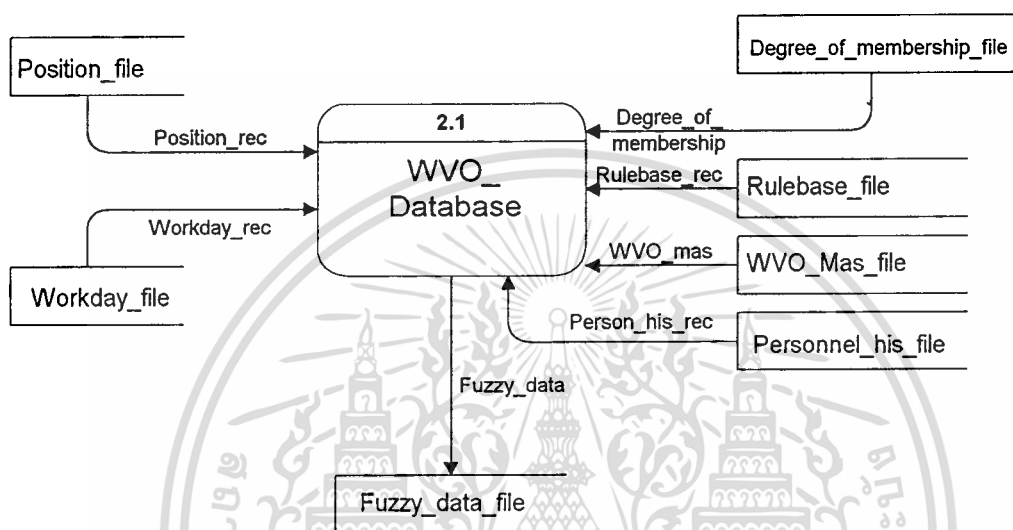 Position_file
Degree_of_membership_file
Position_rec
2.1
WVO_
Database
Degree_of_
membership
Rulebase_rec
Rulebase_file
Workday_rec
Workday_file
WVO_mas
WVO_Mas_file
Person_his_rec
Personnel_his_file
Fuzzy_data
Fuzzy_data_file